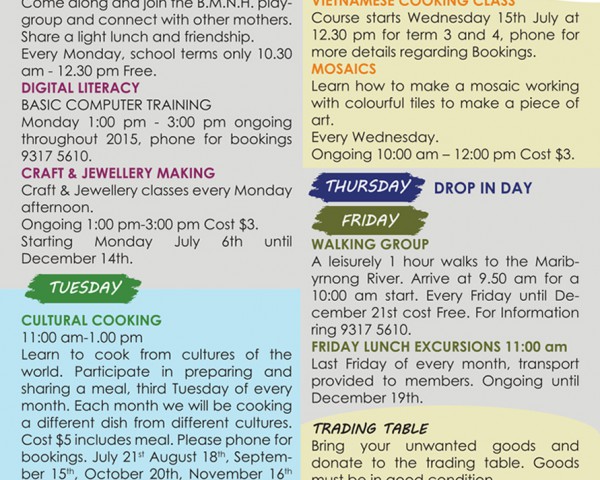 Come along and join the B.M.N.H. play-
group and connect with other mothers.
Share a light lunch and friendship.
Every Monday, school terms only 10.30
am - 12.30 pm Free.
DIGITAL LITERACY
BASIC COMPUTER TRAINING
Monday 1:00 pm - 3:00 pm ongoing
throughout 2015, phone for bookings
9317 5610.
CRAFT & JEWELLERY MAKING
Craft & Jewellery classes every Monday
afternoon.
Ongoing 1:00 pm-3:00 pm Cost $3.
Starting Monday July 6th until
December 14th.
TUESDAY
CULTURAL COOKING
11:00 am-1.00 pm
Learn to cook from cultures of the
world. Participate in preparing and
sharing a meal, third Tuesday of every
month. Each month we will be cooking
a different dish from different cultures.
Cost $5 includes meal. Please phone for
bookings. July 21st August 18th, Septem-
ber 15th, October 20th, November 16th
VIETNAMESE COOKING CLASS
Course starts Wednesday 15th July at
12.30 pm for term 3 and 4, phone for
more details regarding Bookings.
MOSAICS
Learn how to make a mosaic working
with colourful tiles to make a piece of
art.
Every Wednesday.
Ongoing 10:00 am – 12:00 pm Cost $3.
THURSDAY DROP IN DAY
FRIDAY
WALKING GROUP
A leisurely 1 hour walks to the Marib-
yrnong River. Arrive at 9.50 am for a
10:00 am start. Every Friday until De-
cember 21st cost Free. For Information
ring 9317 5610.
FRIDAY LUNCH EXCURSIONS 11:00 am
Last Friday of every month, transport
provided to members. Ongoing until
December 19th.
TRADING TABLE
Bring your unwanted goods and
donate to the trading table. Goods
must be in good condition